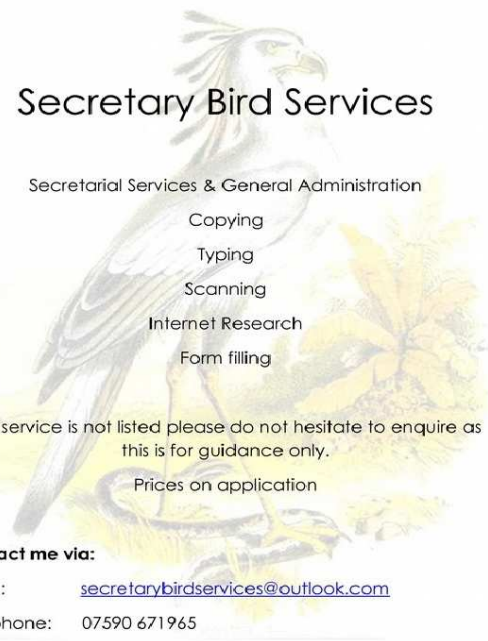 Secretary Bird Services
Secretarial Services & General Administration
Copying
Typing
Scanning
Internet Research
Form filling
service is not listed please do not hesitate to enquire as
this is for guidance only.
Prices on application
act me via:
:
secretarybirdservices@outlook.com
hone: 07590 671965